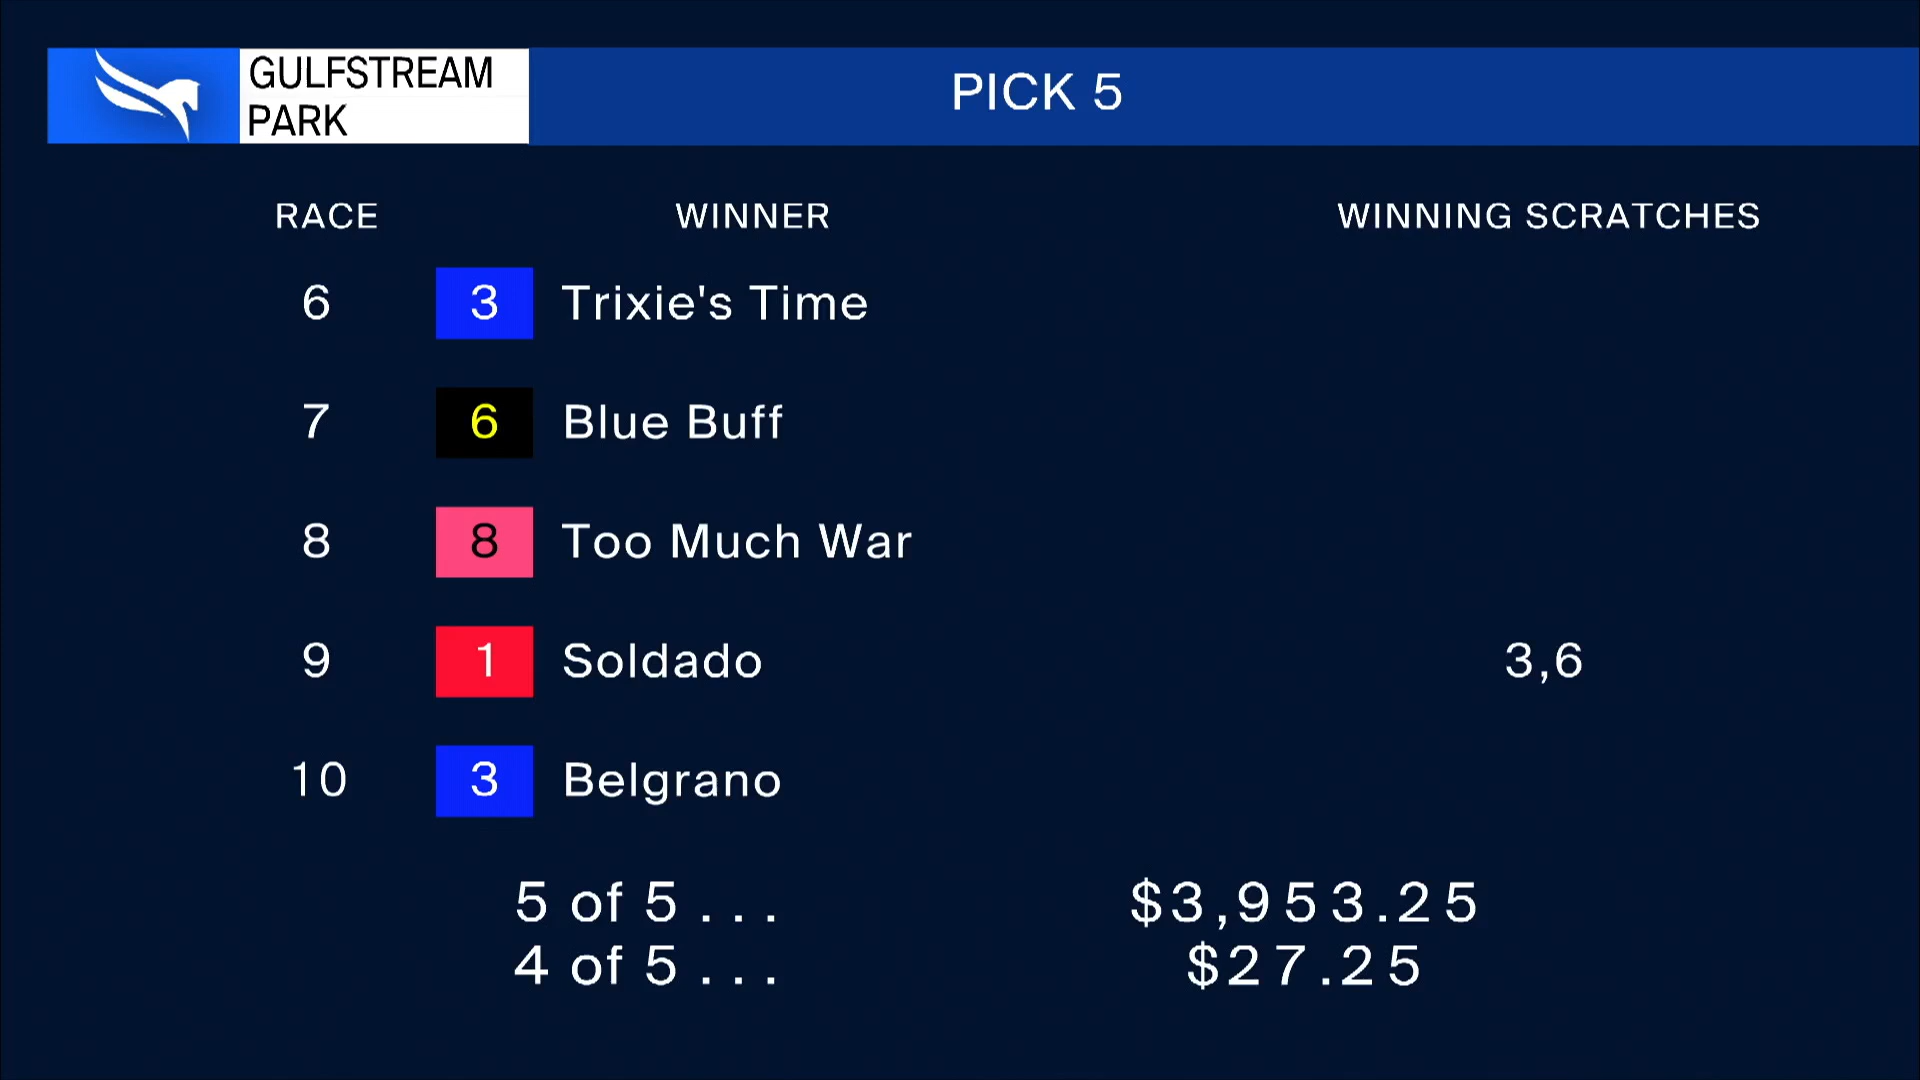 GULFSTREAM
PARK
PICK 5
RACE WINNER WINNING SCRATCHES
6 3 Trixie's Time
7 6 Blue Buff
8 8 Too Much War
9 1 Soldado 3,6
10 3 Belgrano
5 of 5 . . . $3,953.25
4 of 5 . . . $27.25